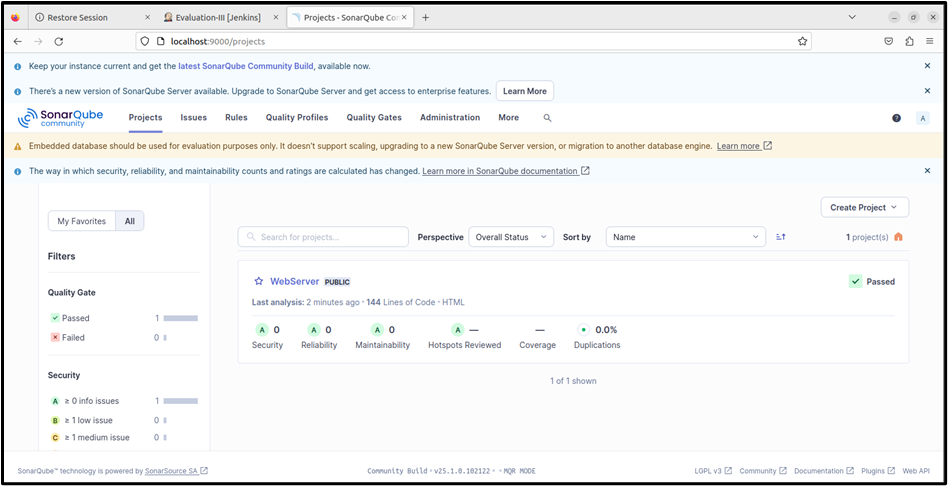 Restore Session
Evaluation-III [Jenkins]
Projects - SonarQube Co
localhost:9000/projects
Keep your instance current and get the latest SonarQube Community Build, available now.
There's a new version of SonarQube Server available. Upgrade to SonarQube Server and get access to enterprise features. Learn More
SonarQube community Projects Issues Rules Quality Profiles Quality Gates Administration More A
Embedded database should be used for evaluation purposes only. It doesn't support scaling, upgrading to a new SonarQube Server version, or migration to another database engine. Learn more
The way in which security, reliability, and maintainability counts and ratings are calculated has changed. Learn more in SonarQube documentation
Create Project
My Favorites All
Search for projects... Perspective Overall Status Sort by Name 1 project(s)
Filters
Quality Gate
Passed 1
Failed 0
Security
A ≥ 0 info issues 1
B ≥ 1 low issue 0
C ≥ 1 medium issue 0
WebServer PUBLIC Passed
Last analysis: 2 minutes ago • 144 Lines of Code • HTML
A 0 A 0 A 0 A — — 0.0%
Security Reliability Maintainability Hotspots Reviewed Coverage Duplications
1 of 1 shown
SonarQube™ technology is powered by SonarSource SA Community Build • v25.1.0.102122 • • MQR MODE LGPL v3 Community Documentation Plugins Web API